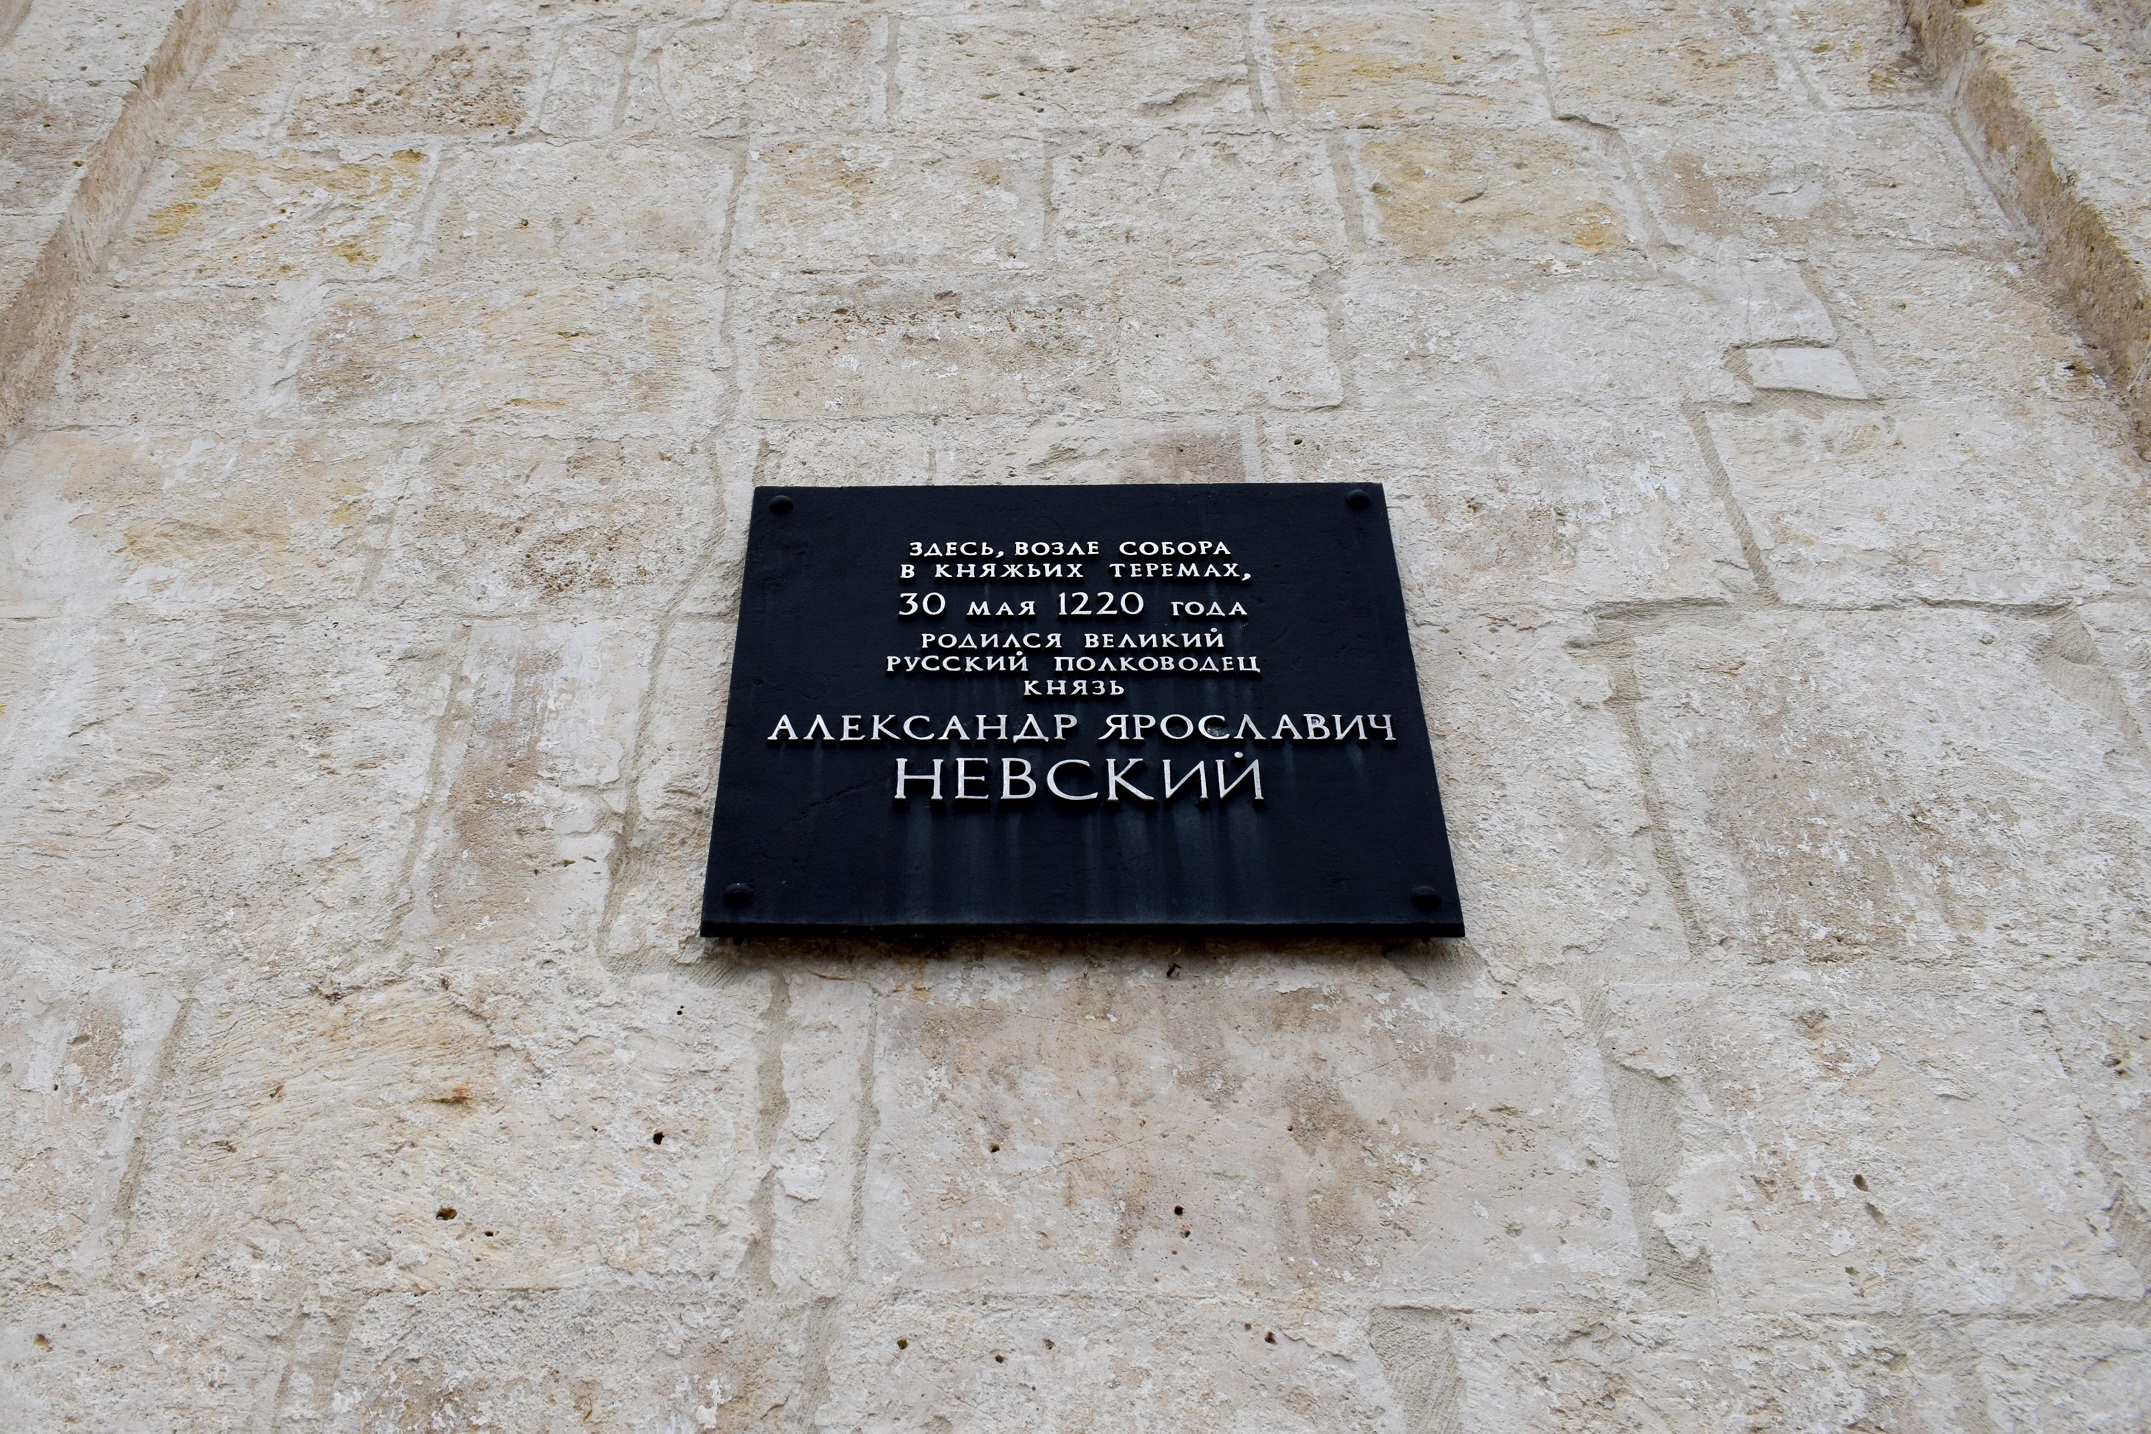 ЗДЕСЬ, ВОЗЛЕ СОБОРА
В КНЯЖЬИХ ТЕРЕМАХ,
30 МАЯ 1220 ГОДА
РОДИЛСЯ ВЕЛИКИЙ
РУССКИЙ ПОЛКОВОДЕЦ
КНЯЗЬ
АЛЕКСАНДР ЯРОСЛАВИЧ
НЕВСКИЙ